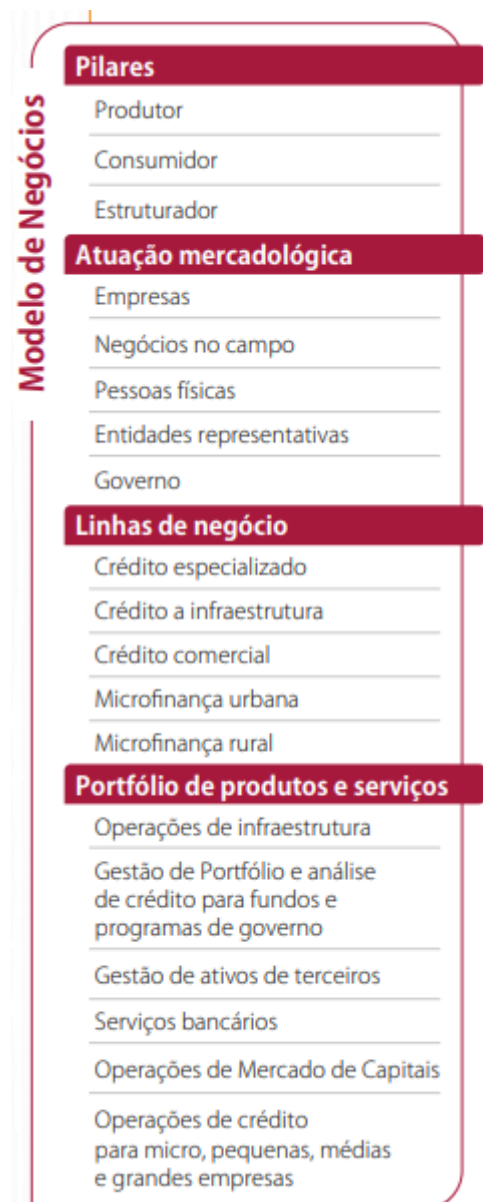 Modelo de Negócios
Pilares
Produtor
Consumidor
Estruturador
Atuação mercadológica
Empresas
Negócios no campo
Pessoas físicas
Entidades representativas
Governo
Linhas de negócio
Crédito especializado
Crédito a infraestrutura
Crédito comercial
Microfinança urbana
Microfinança rural
Portfólio de produtos e serviços
Operações de infraestrutura
Gestão de Portfólio e análise
de crédito para fundos e
programas de governo
Gestão de ativos de terceiros
Serviços bancários
Operações de Mercado de Capitais
Operações de crédito
para micro, pequenas, médias
e grandes empresas